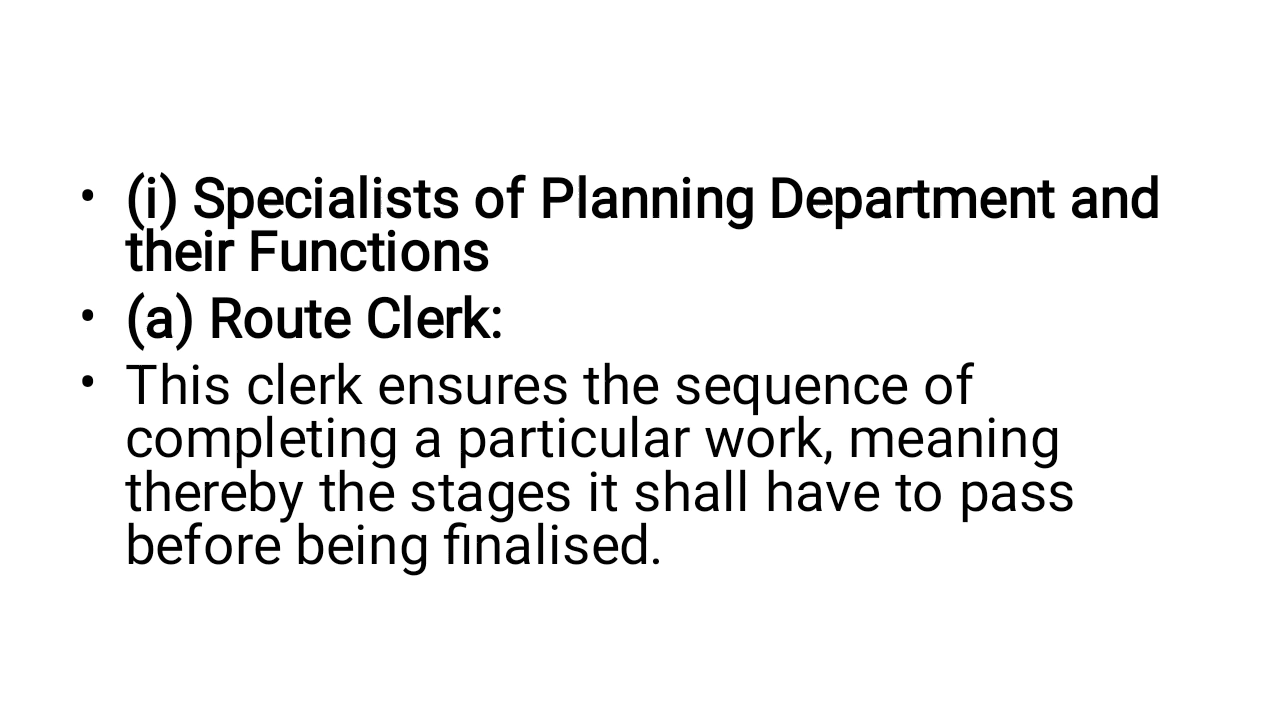 • (i) Specialists of Planning Department and
their Functions
• (a) Route Clerk:
• This clerk ensures the sequence of
completing a particular work, meaning
thereby the stages it shall have to pass
before being finalised.